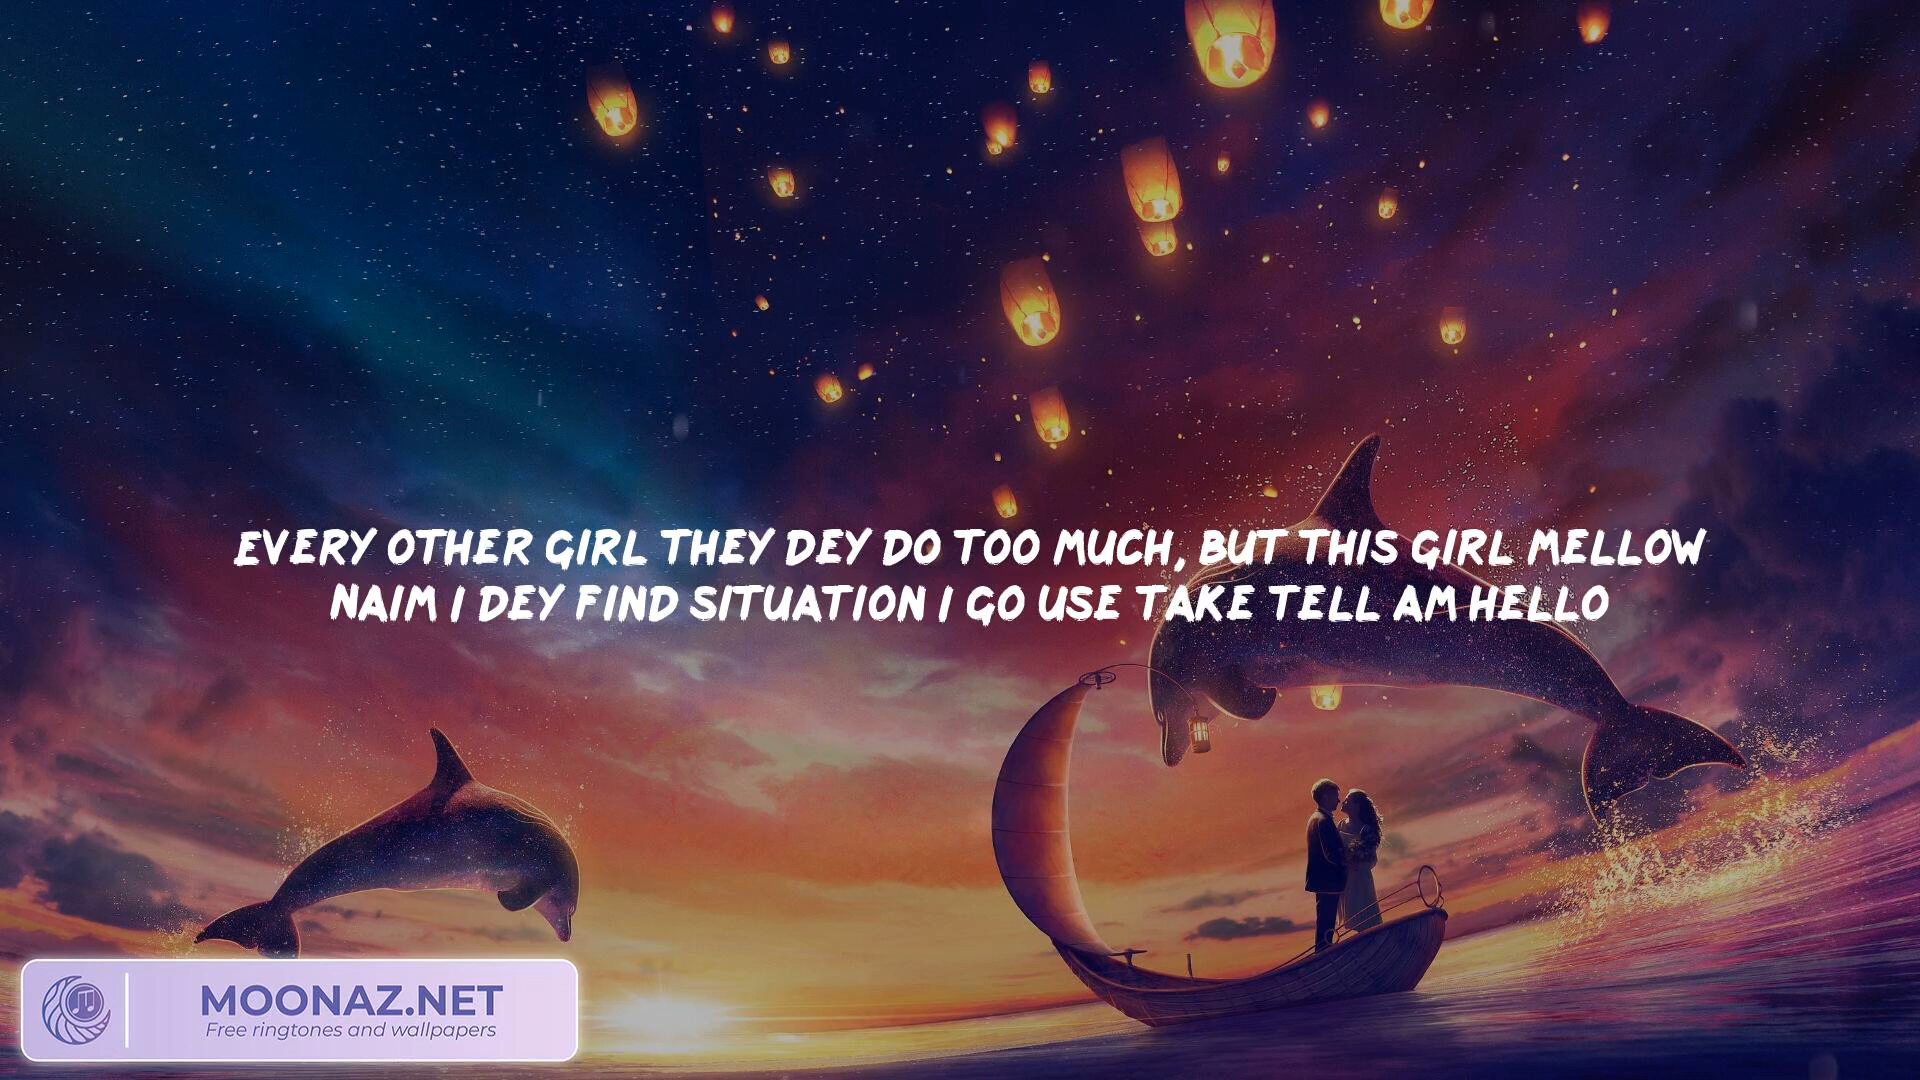 EVERY OTHER GIRL THEY DEY DO TOO MUCH, BUT THIS GIRL MELLOW
NAIM I DEY FIND SITUATION I GO USE TAKE TELL AM HELLO
MOONAZ.NET
Free ringtones and wallpapers